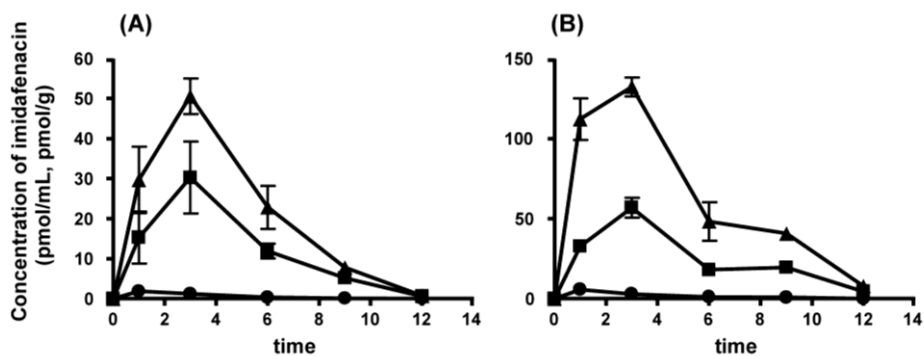 (A)
(B)
Concentration of imidafenacin
(pmol/mL, pmol/g)
60
50
40
30
20
10
0
0 2 4 6 8 10 12 14
time
150
100
50
0
0 2 4 6 8 10 12 14
time